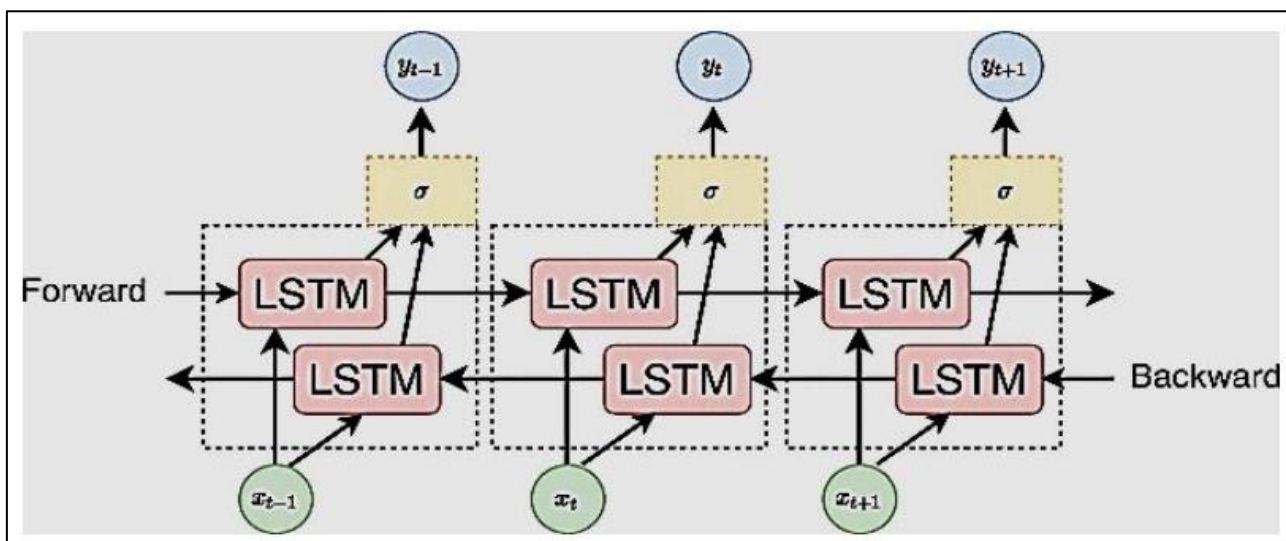 y_{t-1} y_t y_{t+1}
σ σ σ
Forward LSTM LSTM LSTM
LSTM LSTM LSTM Backward
x_{t-1} x_t x_{t+1}